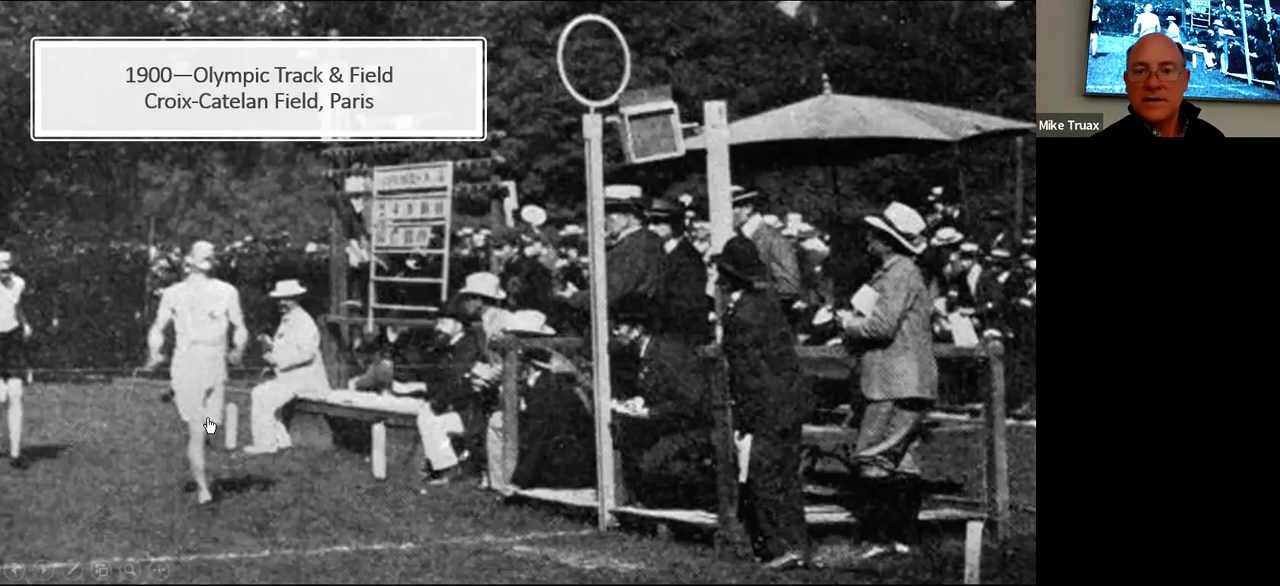 1900—Olympic Track & Field
Croix-Catelan Field, Paris
Mike Truax